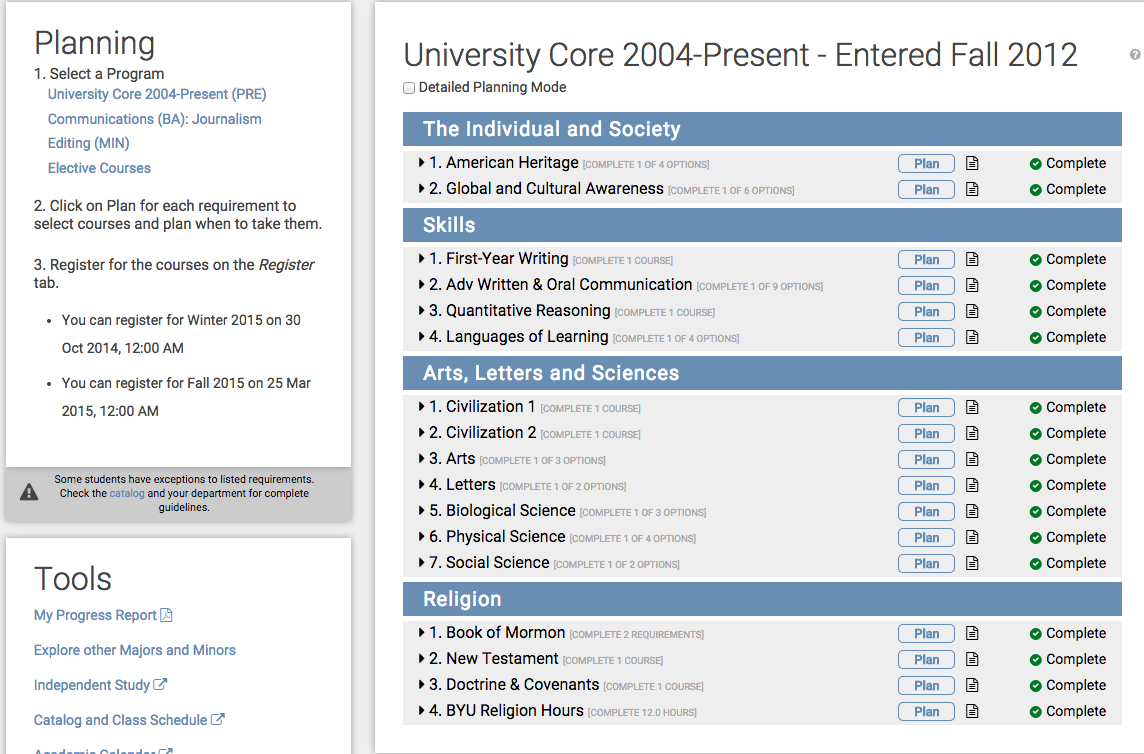 Planning
1. Select a Program
University Core 2004-Present (PRE)
Communications (BA): Journalism
Editing (MIN)
Elective Courses
2. Click on Plan for each requirement to
select courses and plan when to take them.
3. Register for the courses on the Register
tab.
• You can register for Winter 2015 on 30
Oct 2014, 12:00 AM
• You can register for Fall 2015 on 25 Mar
2015, 12:00 AM
Some students have exceptions to listed requirements.
Check the catalog and your department for complete
guidelines.
Tools
My Progress Report
Explore other Majors and Minors
Independent Study
Catalog and Class Schedule
Academic Calendar
University Core 2004-Present - Entered Fall 2012 ?
Detailed Planning Mode
The Individual and Society
1. American Heritage [COMPLETE 1 OF 4 OPTIONS] Plan Complete
2. Global and Cultural Awareness [COMPLETE 1 OF 6 OPTIONS] Plan Complete
Skills
1. First-Year Writing [COMPLETE 1 COURSE] Plan Complete
2. Adv Written & Oral Communication [COMPLETE 1 OF 9 OPTIONS] Plan Complete
3. Quantitative Reasoning [COMPLETE 1 COURSE] Plan Complete
4. Languages of Learning [COMPLETE 1 OF 4 OPTIONS] Plan Complete
Arts, Letters and Sciences
1. Civilization 1 [COMPLETE 1 COURSE] Plan Complete
2. Civilization 2 [COMPLETE 1 COURSE] Plan Complete
3. Arts [COMPLETE 1 OF 3 OPTIONS] Plan Complete
4. Letters [COMPLETE 1 OF 2 OPTIONS] Plan Complete
5. Biological Science [COMPLETE 1 OF 3 OPTIONS] Plan Complete
6. Physical Science [COMPLETE 1 OF 4 OPTIONS] Plan Complete
7. Social Science [COMPLETE 1 OF 2 OPTIONS] Plan Complete
Religion
1. Book of Mormon [COMPLETE 2 REQUIREMENTS] Plan Complete
2. New Testament [COMPLETE 1 COURSE] Plan Complete
3. Doctrine & Covenants [COMPLETE 1 COURSE] Plan Complete
4. BYU Religion Hours [COMPLETE 12.0 HOURS] Plan Complete